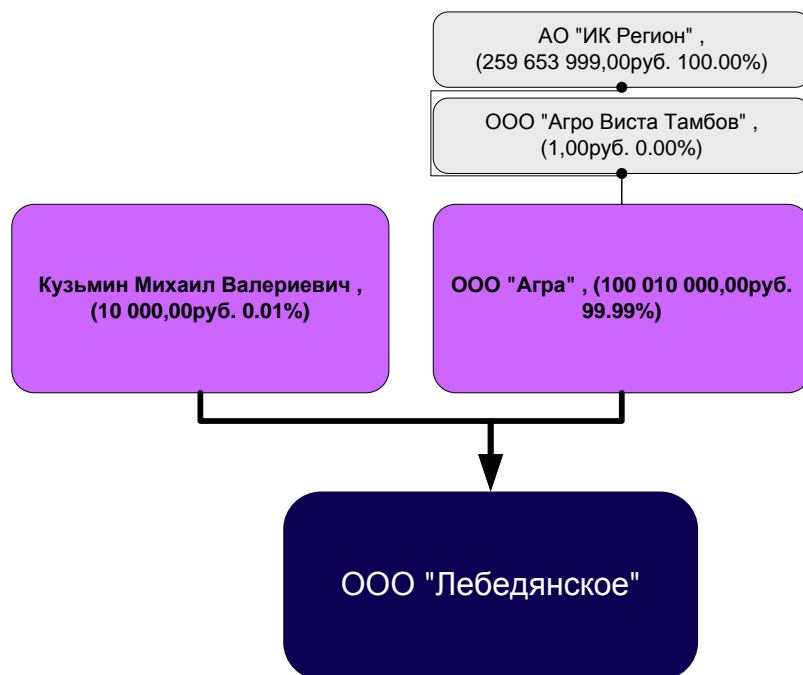 АО "ИК Регион" ,
(259 653 999,00руб. 100.00%)
ООО "Агро Виста Тамбов" ,
(1,00руб. 0.00%)
Кузьмин Михаил Валериевич ,
(10 000,00руб. 0.01%)
ООО "Агра" , (100 010 000,00руб.
99.99%)
ООО "Лебедянское"